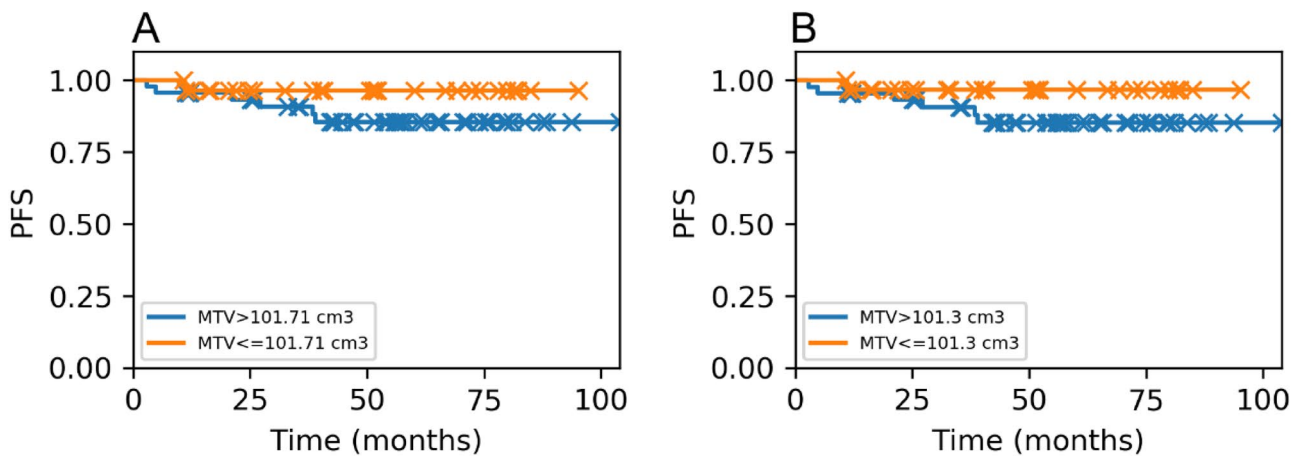 A
1.00
0.75
0.50
0.25
0.00
PFS
MTV>101.71 cm3
MTV<=101.71 cm3
0 25 50 75 100
Time (months)
B
1.00
0.75
0.50
0.25
0.00
PFS
MTV>101.3 cm3
MTV<=101.3 cm3
0 25 50 75 100
Time (months)